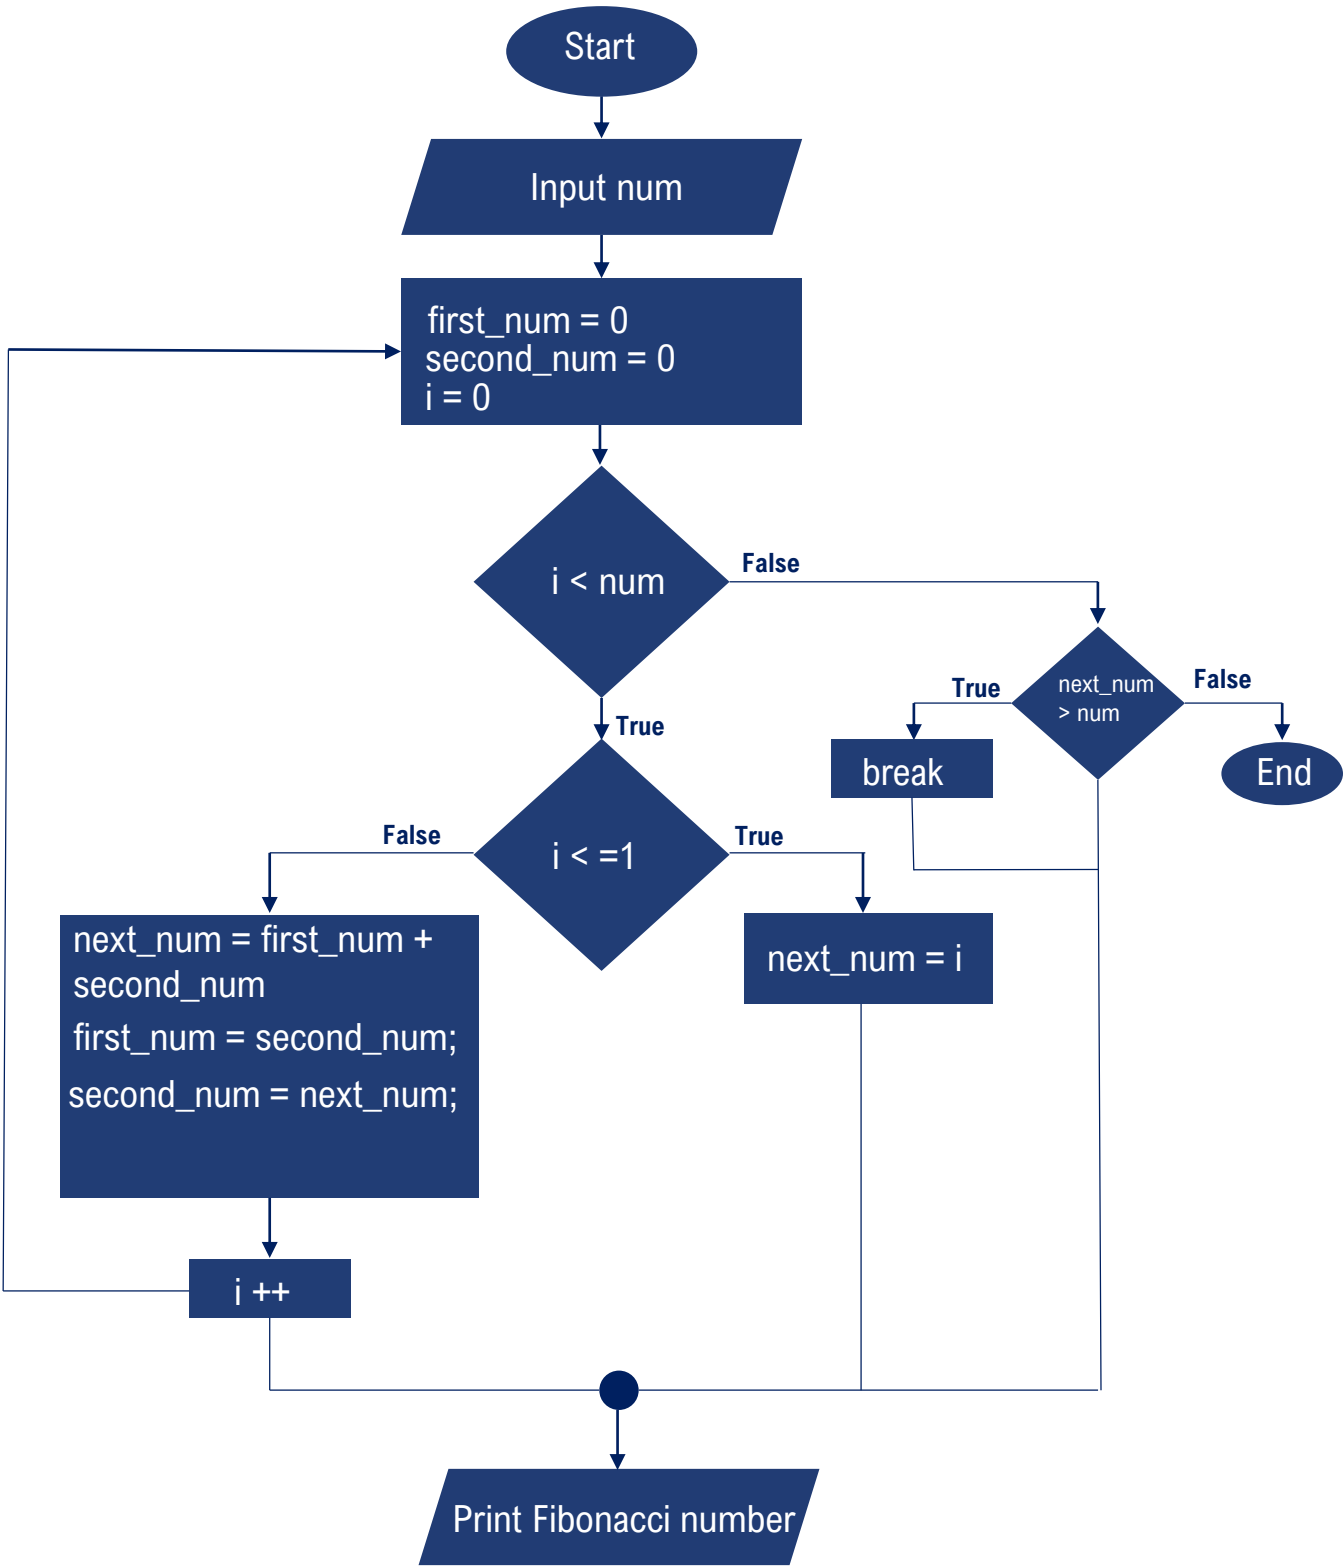 Start
Input num
first_num = 0
second_num = 0
i = 0
i < num
False
next_num
> num
True
False
break
End
True
i < =1
False
True
next_num = first_num +
second_num
first_num = second_num;
second_num = next_num;
next_num = i
i ++
Print Fibonacci number